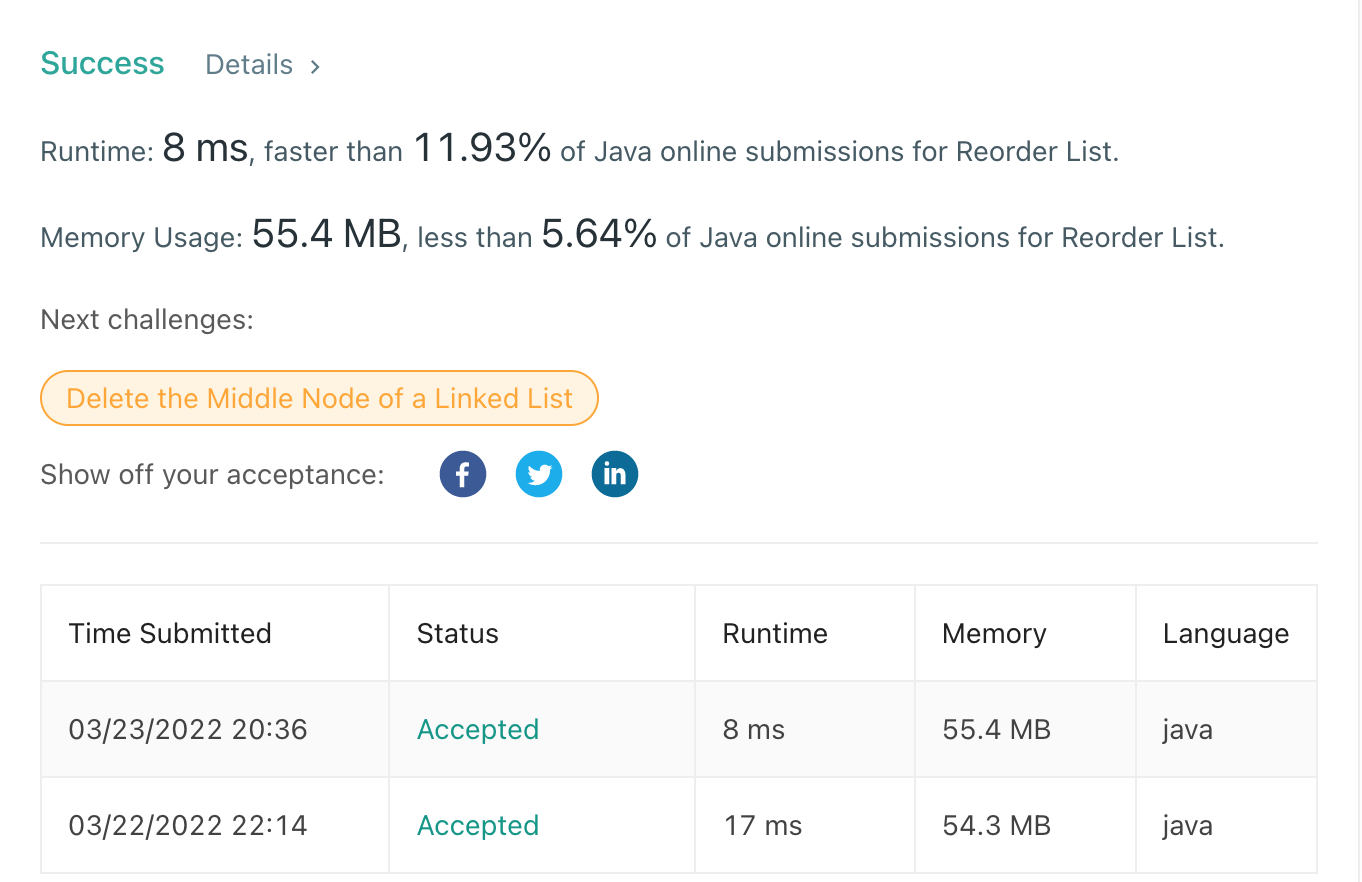 Success Details >
Runtime: 8 ms, faster than 11.93% of Java online submissions for Reorder List.
Memory Usage: 55.4 MB, less than 5.64% of Java online submissions for Reorder List.
Next challenges:
Delete the Middle Node of a Linked List
Show off your acceptance: f in
Time Submitted Status Runtime Memory Language
03/23/2022 20:36 Accepted 8 ms 55.4 MB java
03/22/2022 22:14 Accepted 17 ms 54.3 MB java